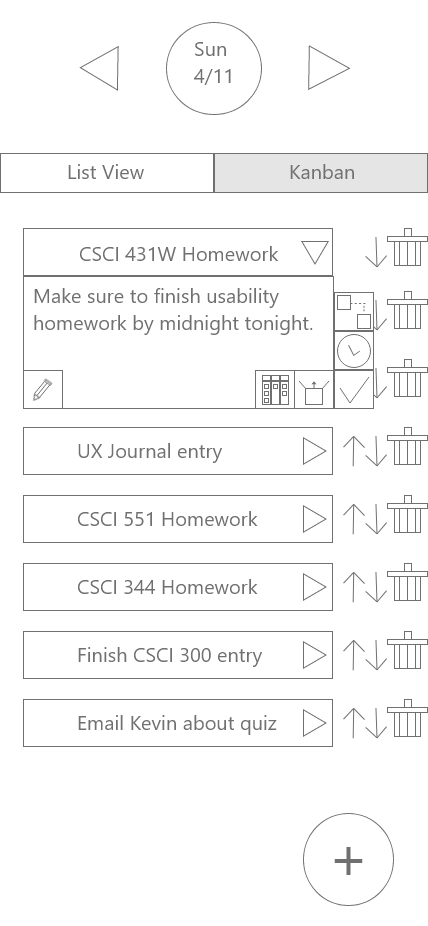 Sun
4/11
List View
Kanban
CSCI 431W Homework
Make sure to finish usability
homework by midnight tonight.
UX Journal entry
CSCI 551 Homework
CSCI 344 Homework
Finish CSCI 300 entry
Email Kevin about quiz
+